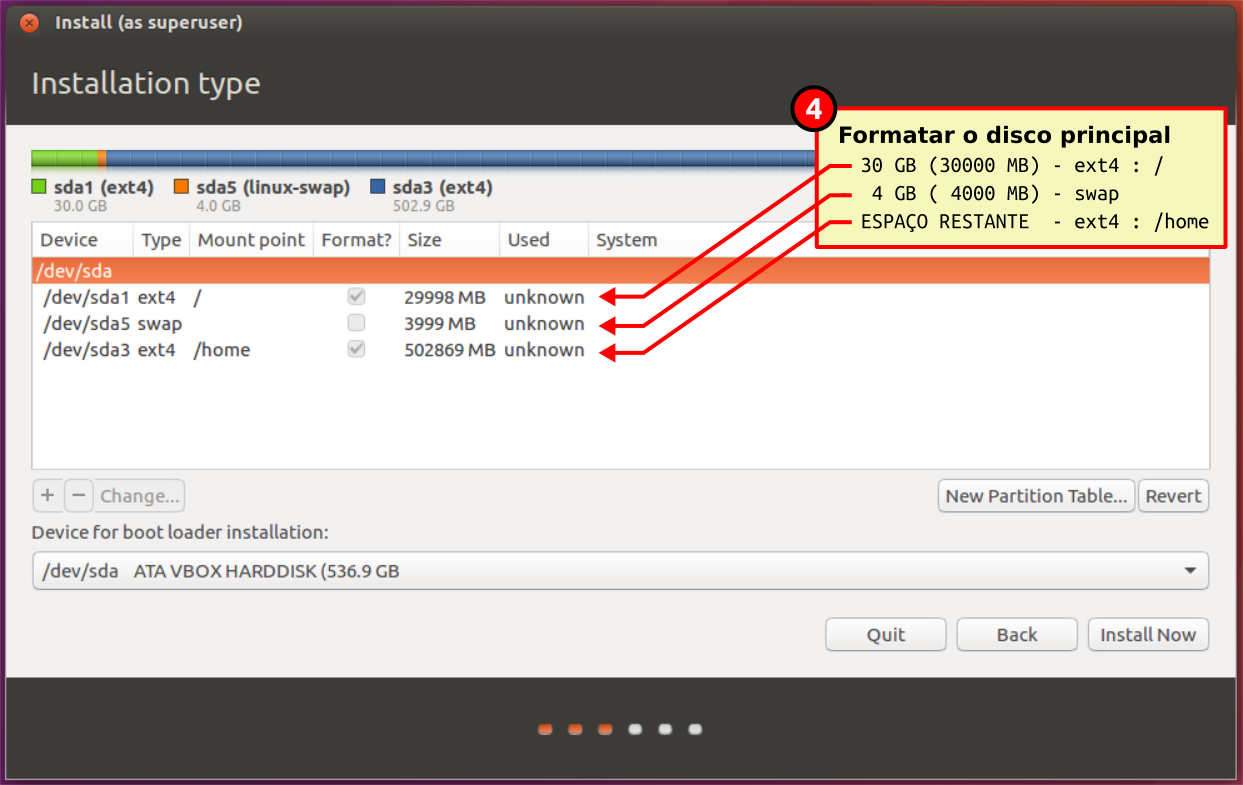 Install (as superuser)
Installation type
4
Formatar o disco principal
30 GB (30000 MB) - ext4 : /
4 GB ( 4000 MB) - swap
ESPAÇO RESTANTE - ext4 : /home
sda1 (ext4) sda5 (linux-swap) sda3 (ext4)
30.0 GB 4.0 GB 502.9 GB
Device Type Mount point Format? Size Used System
/dev/sda
/dev/sda1 ext4 / 29998 MB unknown
/dev/sda5 swap 3999 MB unknown
/dev/sda3 ext4 /home 502869 MB unknown
+ − Change... New Partition Table... Revert
Device for boot loader installation:
/dev/sda ATA VBOX HARDDISK (536.9 GB
Quit Back Install Now